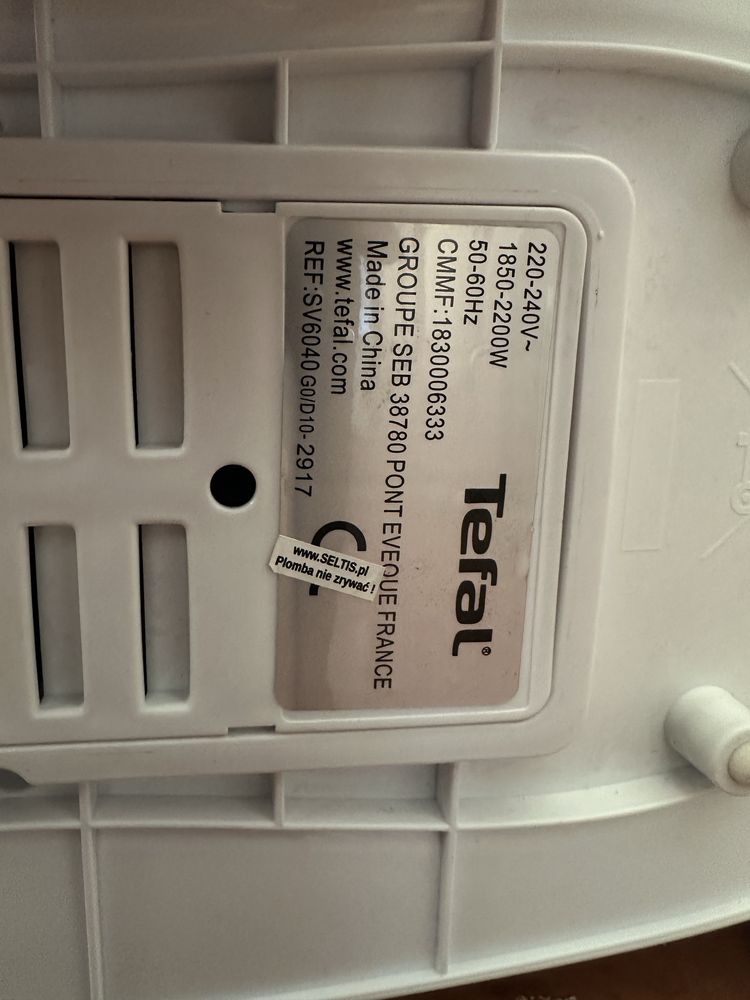 220-240V~
1850-2200W
50-60Hz
CMMF:1830006333
GROUPE SEB 38780 PONT EVEQUE FRANCE
Made in China
www.tefal.com
REF:SV6040 G0/D10- 2917
Tefal®
www.SELTIS.pl
Plomba nie zrywać !